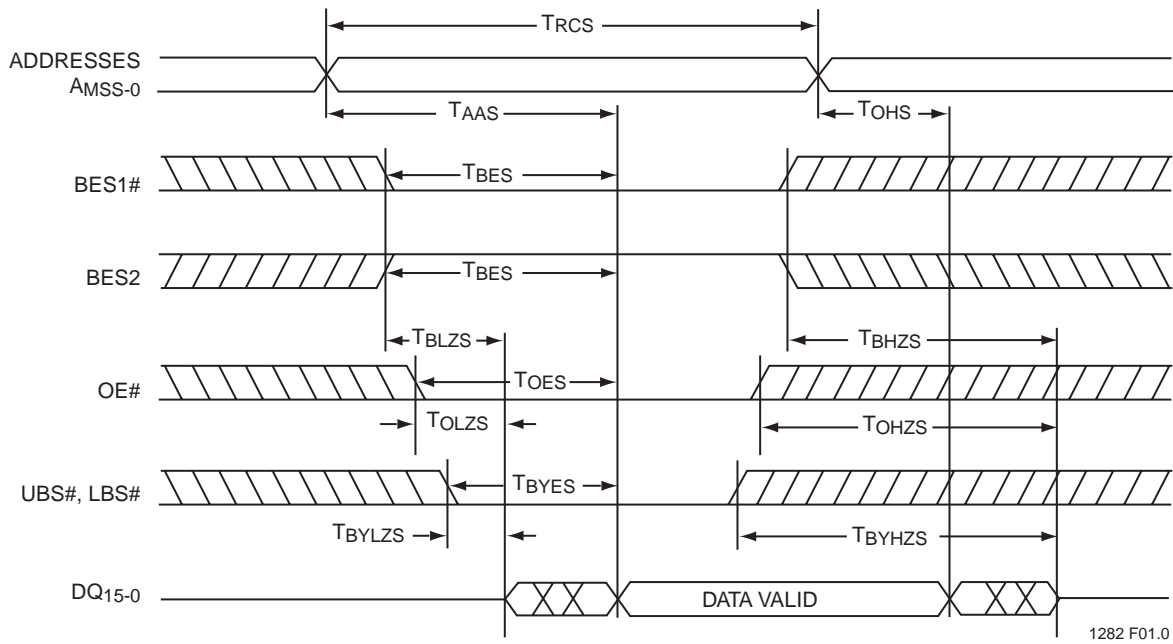 TRCS
ADDRESSES
AMSS-0
TAAS
TOHS
BES1#
TBES
BES2
TBES
TBLZS
TBHZS
OE#
TOES
TOLZS
TOHZS
UBS#, LBS#
TBYES
TBYLZS
TBYHZS
DQ15-0
DATA VALID
1282 F01.0